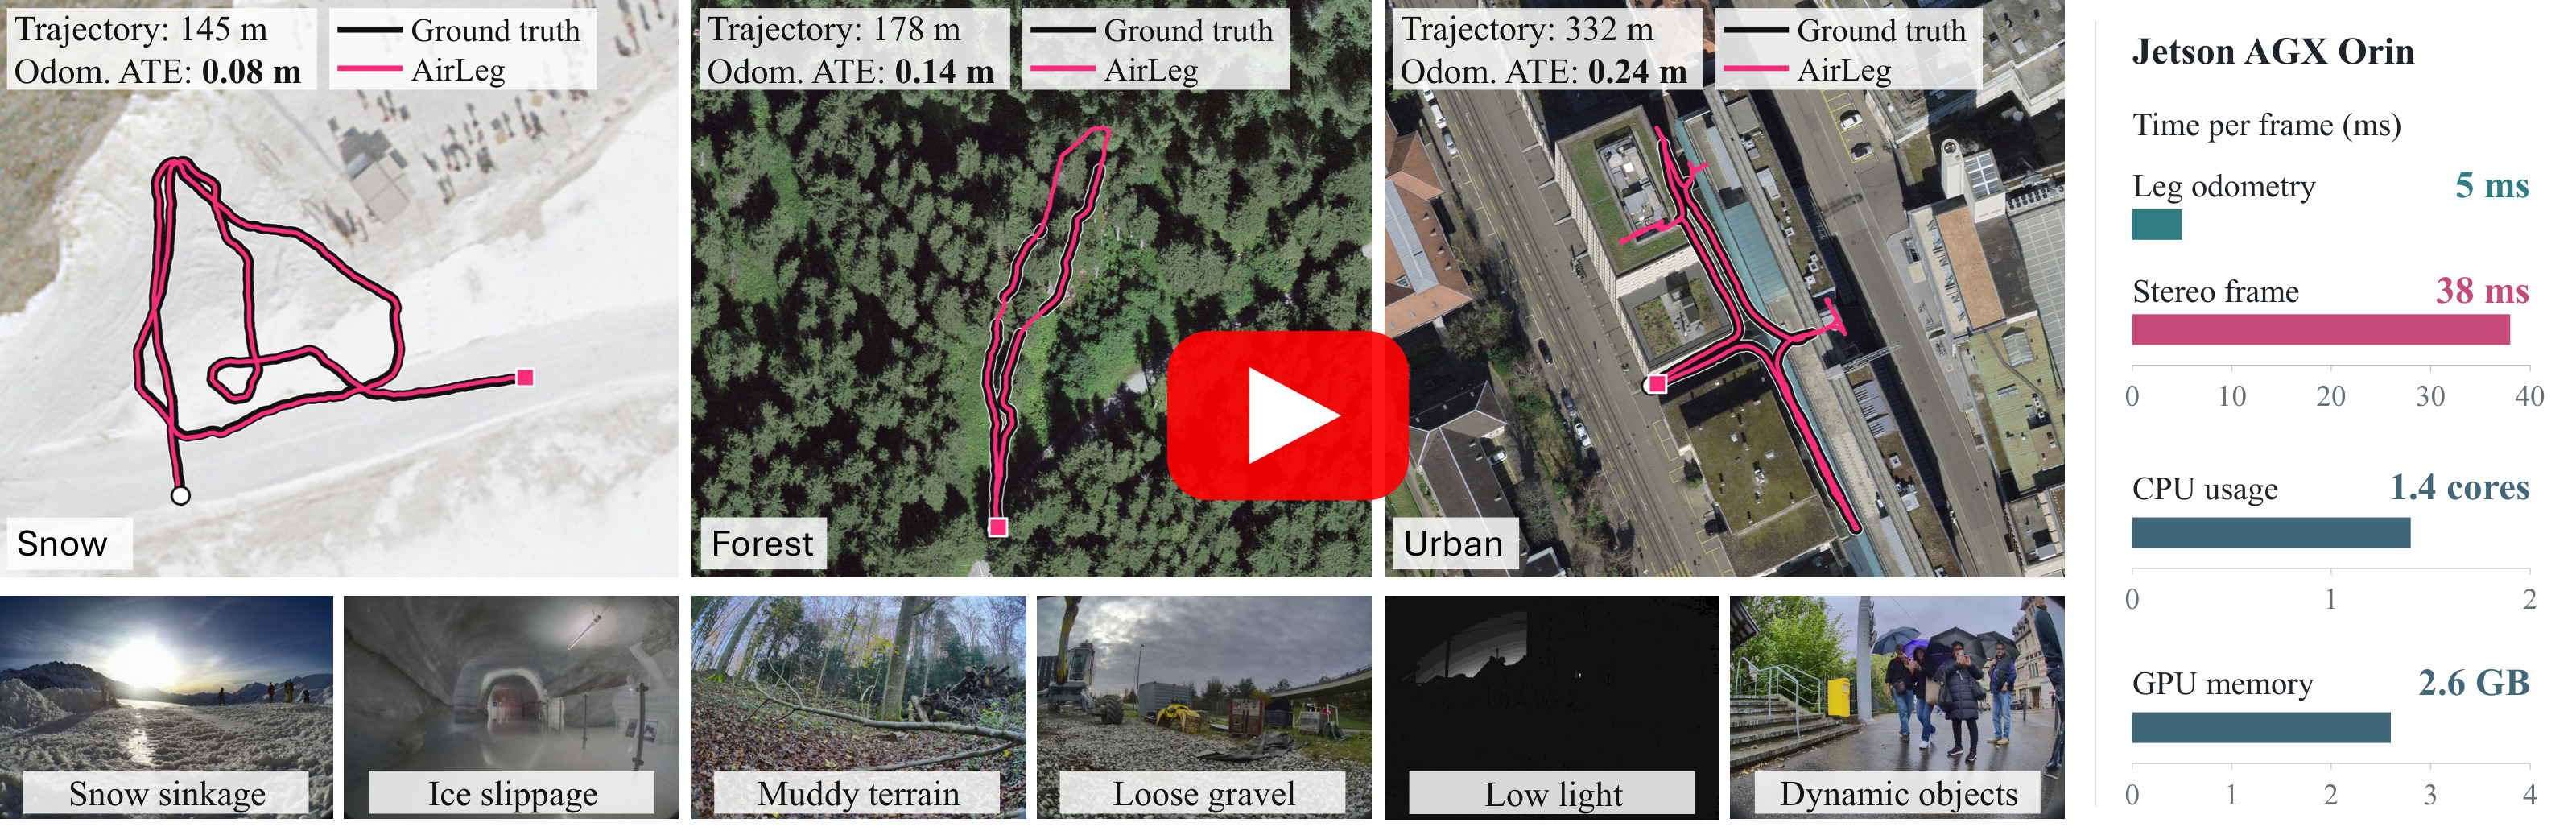 Trajectory: 145 m
Odom. ATE: 0.08 m
Ground truth
AirLeg
Snow
Trajectory: 178 m
Odom. ATE: 0.14 m
Ground truth
AirLeg
Forest
Trajectory: 332 m
Odom. ATE: 0.24 m
Ground truth
AirLeg
Urban
Snow sinkage
Ice slippage
Muddy terrain
Loose gravel
Low light
Dynamic objects
Jetson AGX Orin
Time per frame (ms)
Leg odometry 5 ms
Stereo frame 38 ms
0 10 20 30 40
CPU usage 1.4 cores
0 1 2
GPU memory 2.6 GB
0 1 2 3 4